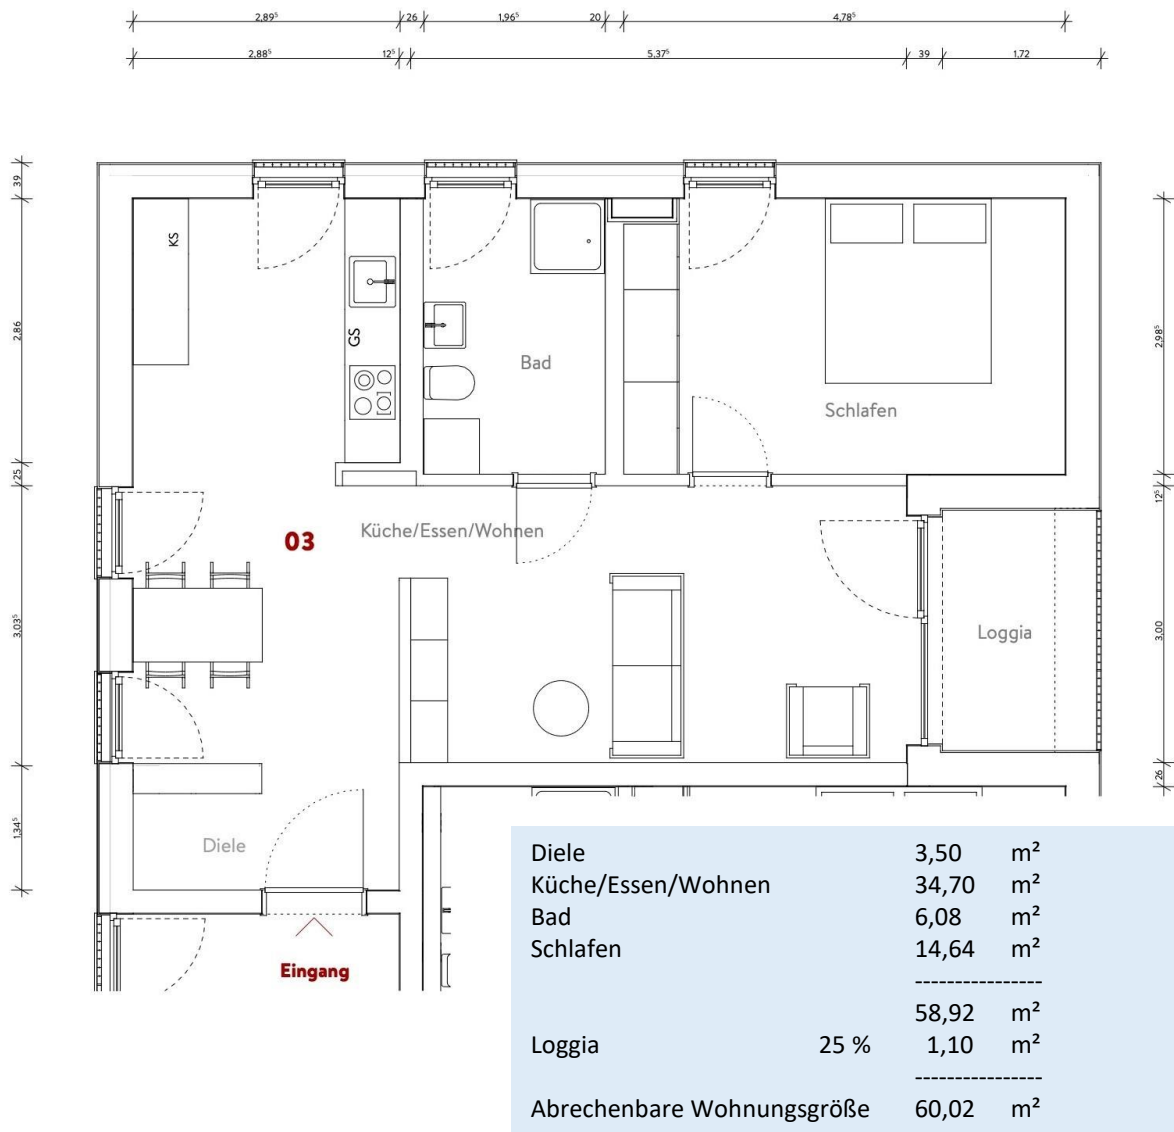 2,89⁵ 26 1,96⁵ 20 4,78⁵
2,88⁵ 12⁵ 5,37⁵ 39 1,72
39
2,86
25
3,03⁵
1,34⁵
2,98⁵
12⁵
3,00
26
KS
GS
Bad
Schlafen
03
Küche/Essen/Wohnen
Loggia
Diele
Eingang
Diele 3,50 m²
Küche/Essen/Wohnen 34,70 m²
Bad 6,08 m²
Schlafen 14,64 m²
----------------
58,92 m²
Loggia 25 % 1,10 m²
----------------
Abrechenbare Wohnungsgröße 60,02 m²